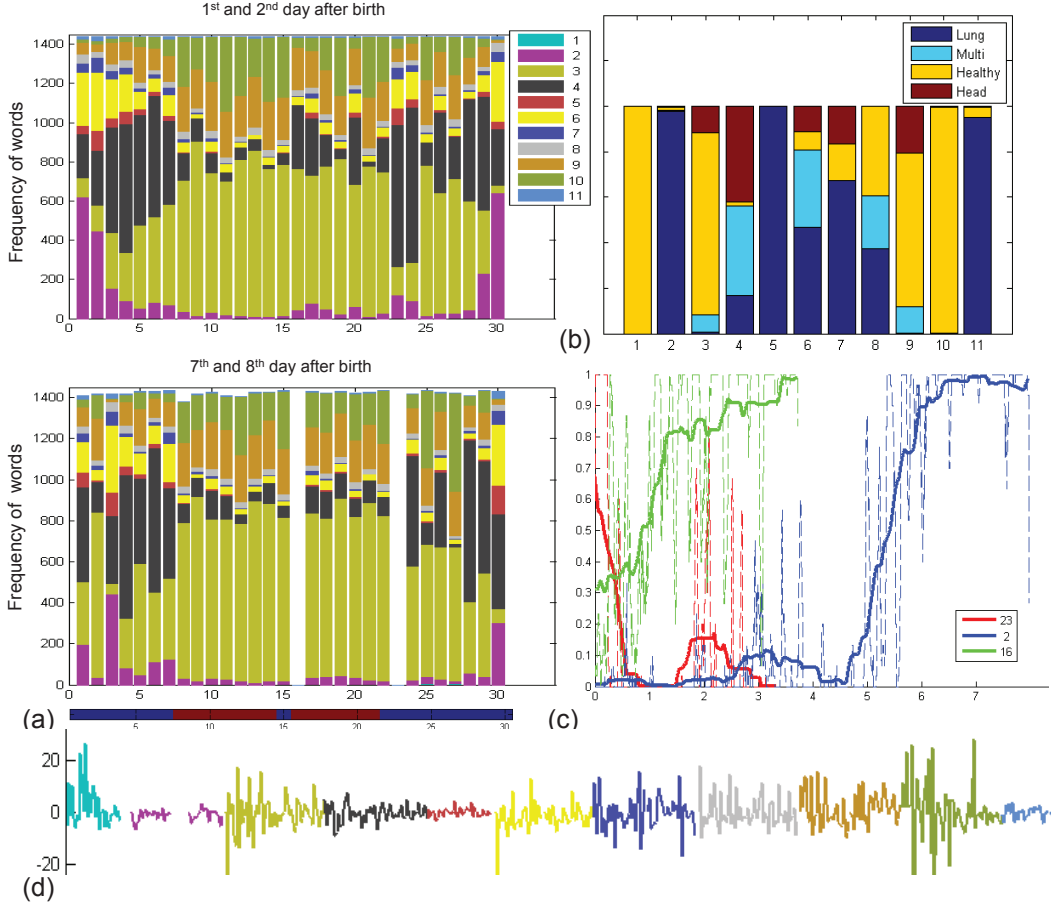 1st and 2nd day after birth
Frequency of words
1400
1200
1000
800
600
400
200
0
0 5 10 15 20 25 30
1
2
3
4
5
6
7
8
9
10
11
Lung
Multi
Healthy
Head
1 2 3 4 5 6 7 8 9 10 11
(b)
7th and 8th day after birth
Frequency of words
1400
1200
1000
800
600
400
200
0
0 5 10 15 20 25 30
5 10 15 20 25 30
(a)
1
0.9
0.8
0.7
0.6
0.5
0.4
0.3
0.2
0.1
0
0 1 2 3 4 5 6 7
23
2
16
(c)
20
0
-20
(d)